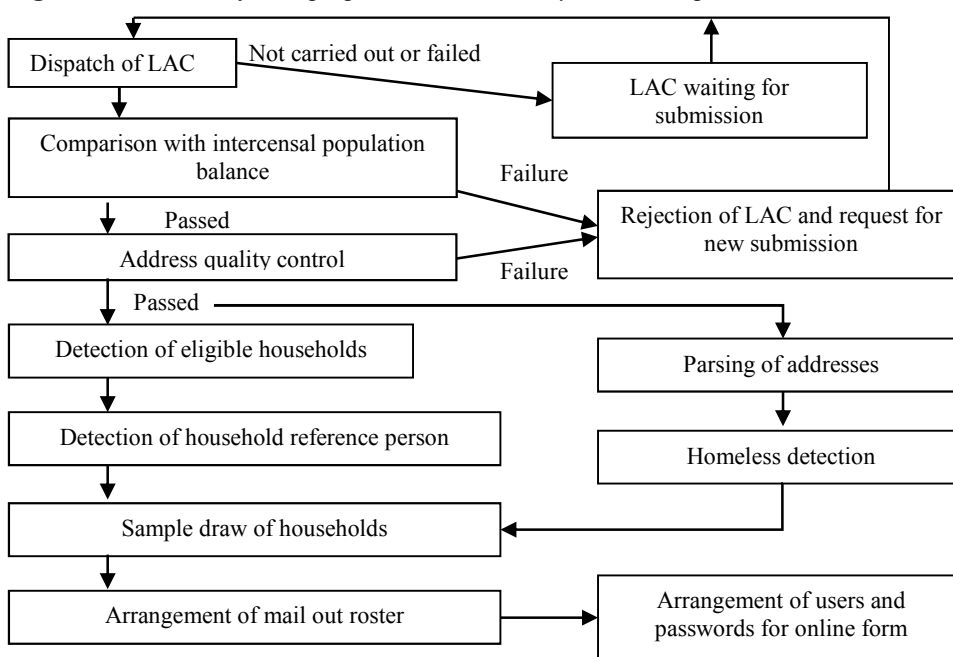 Dispatch of LAC
Not carried out or failed
LAC waiting for
submission
Comparison with intercensal population
balance
Failure
Rejection of LAC and request for
new submission
Passed
Address quality control
Failure
Passed
Detection of eligible households
Parsing of addresses
Detection of household reference person
Homeless detection
Sample draw of households
Arrangement of mail out roster
Arrangement of users and
passwords for online form